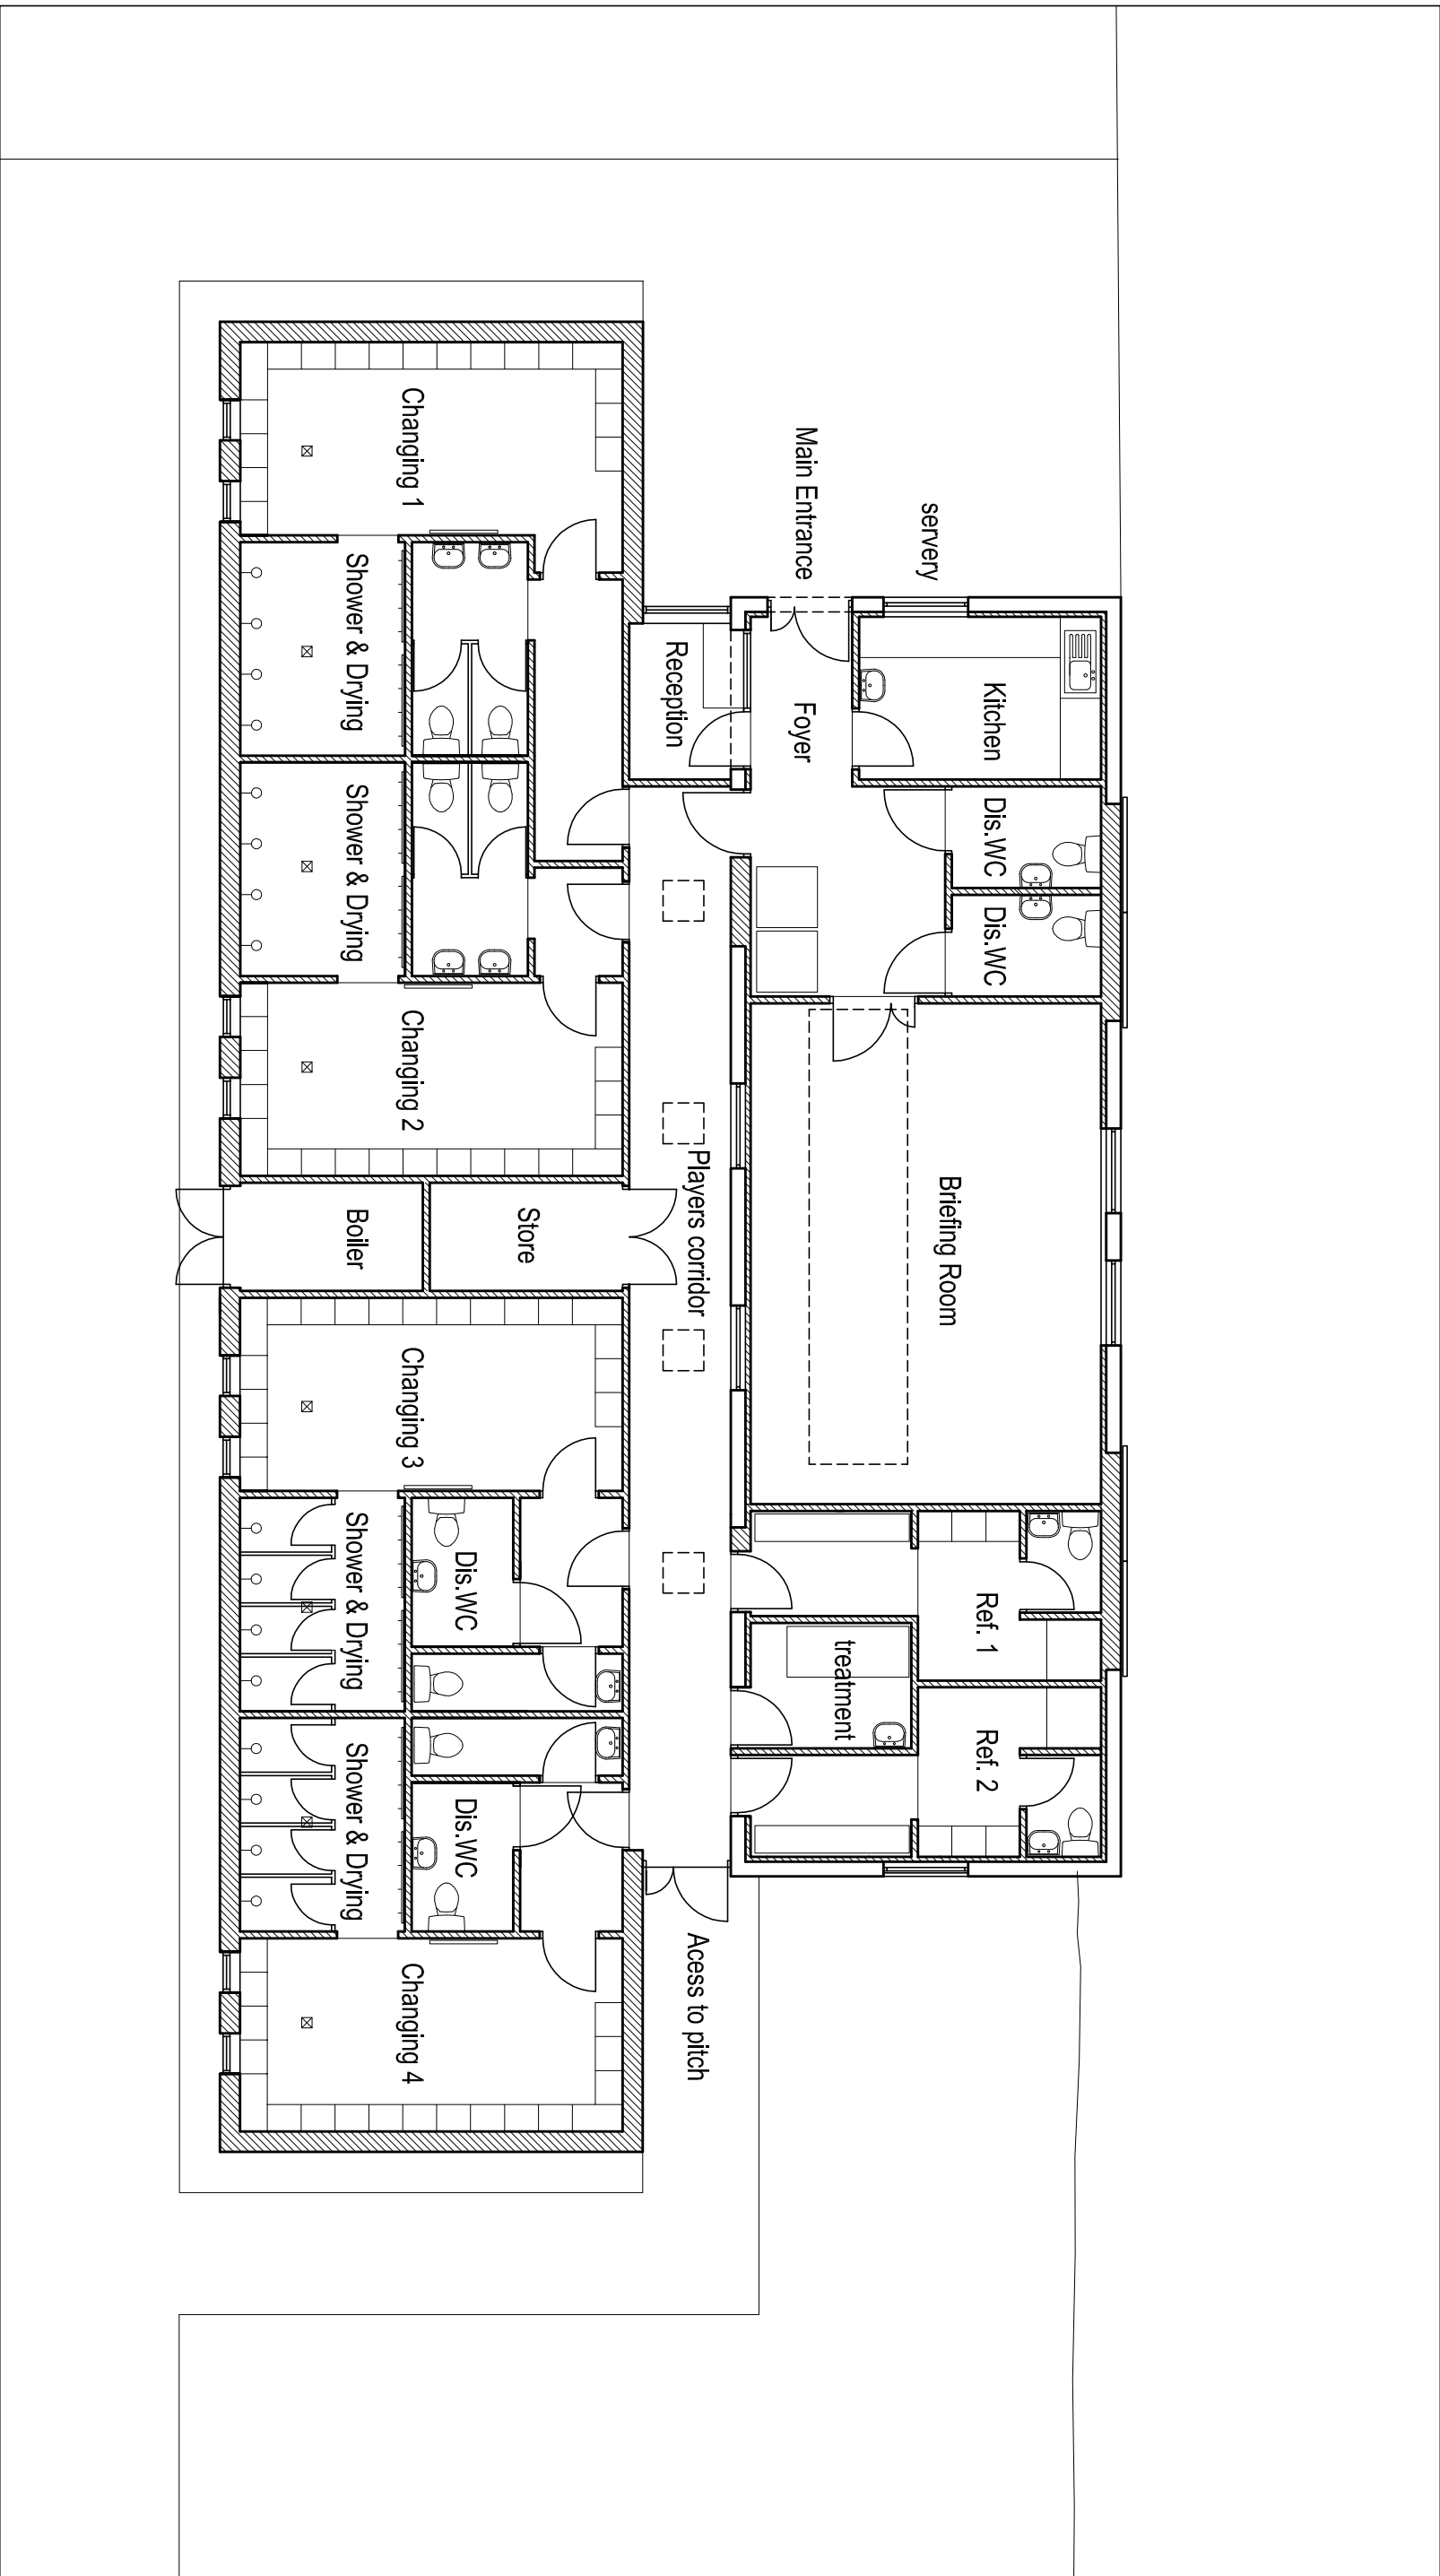 servery
Main Entrance
Kitchen
Dis.WC
Dis.WC
Foyer
Reception
Briefing Room
Ref. 1
Ref. 2
treatment
Players corridor
Acess to pitch
Changing 1
Shower & Drying
Shower & Drying
Changing 2
Store
Boiler
Changing 3
Dis.WC
Shower & Drying
Dis.WC
Shower & Drying
Changing 4